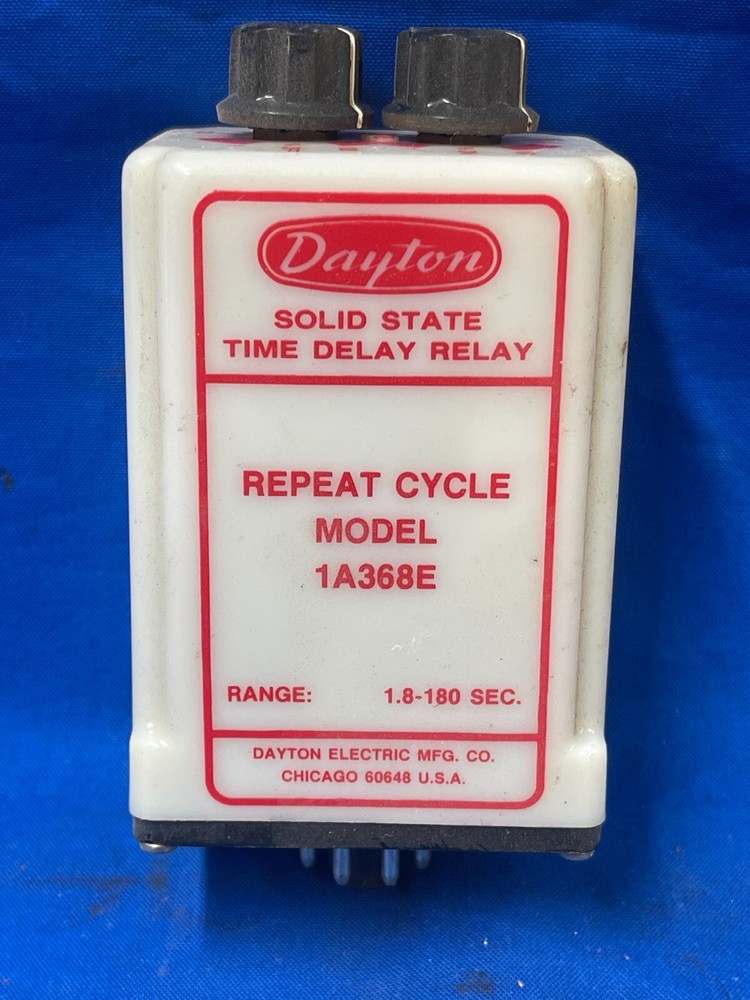 Dayton
SOLID STATE
TIME DELAY RELAY
REPEAT CYCLE
MODEL
1A368E
RANGE: 1.8-180 SEC.
DAYTON ELECTRIC MFG. CO.
CHICAGO 60648 U.S.A.